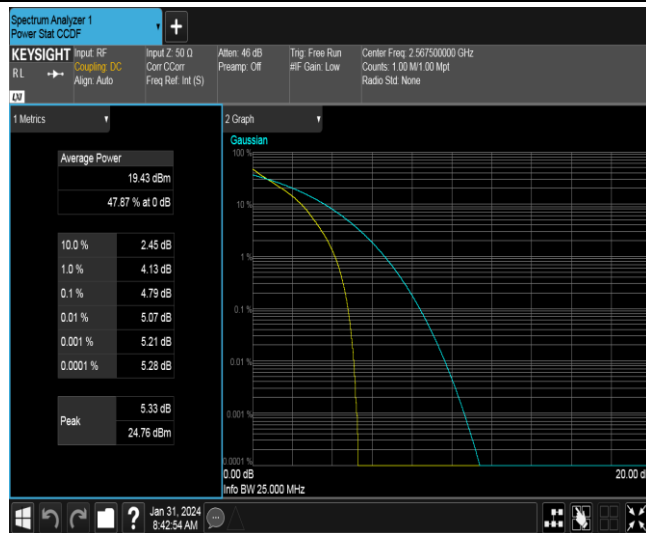 Spectrum Analyzer 1
Power Stat CCDF
KEYSIGHT
RL
Input: RF
Coupling: DC
Align: Auto
Input Z: 50 Ω
Corr CCorr
Freq Ref: Int (S)
Atten: 46 dB
Preamp: Off
Trig: Free Run
#IF Gain: Low
Center Freq: 2.567500000 GHz
Counts: 1.00 M/1.00 Mpt
Radio Std: None
1 Metrics
Average Power
19.43 dBm
47.87 % at 0 dB
10.0 % 2.45 dB
1.0 % 4.13 dB
0.1 % 4.79 dB
0.01 % 5.07 dB
0.001 % 5.21 dB
0.0001 % 5.28 dB
Peak
5.33 dB
24.76 dBm
2 Graph
Gaussian
100 %
10 %
1 %
0.1 %
0.01 %
0.001 %
0.0001 %
0.00 dB
20.00 d
Info BW 25.000 MHz
?
Jan 31, 2024
8:42:54 AM